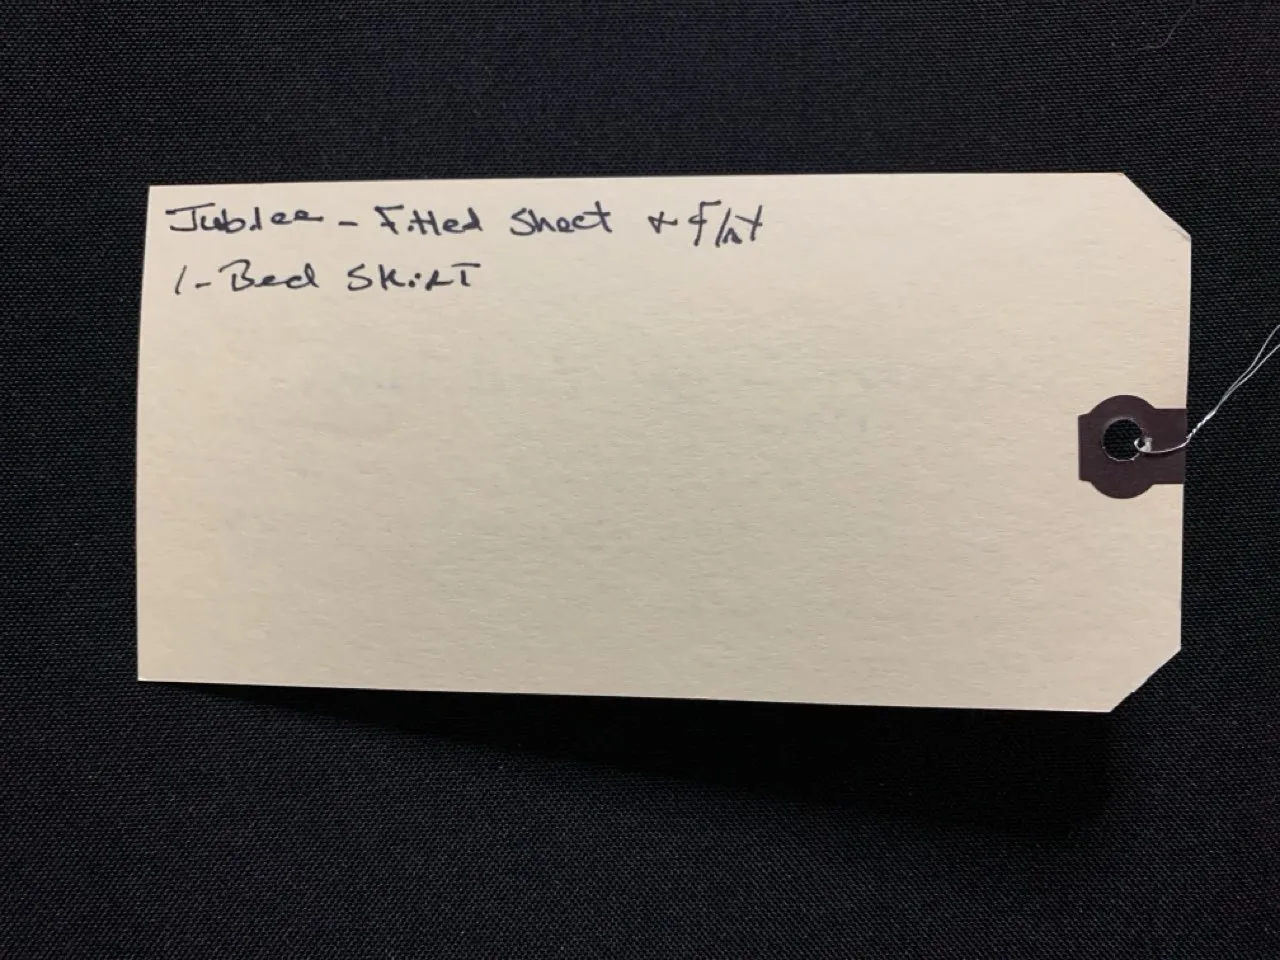 Jubilee - Fitted Sheet & Flat
1 - Bed Skirt